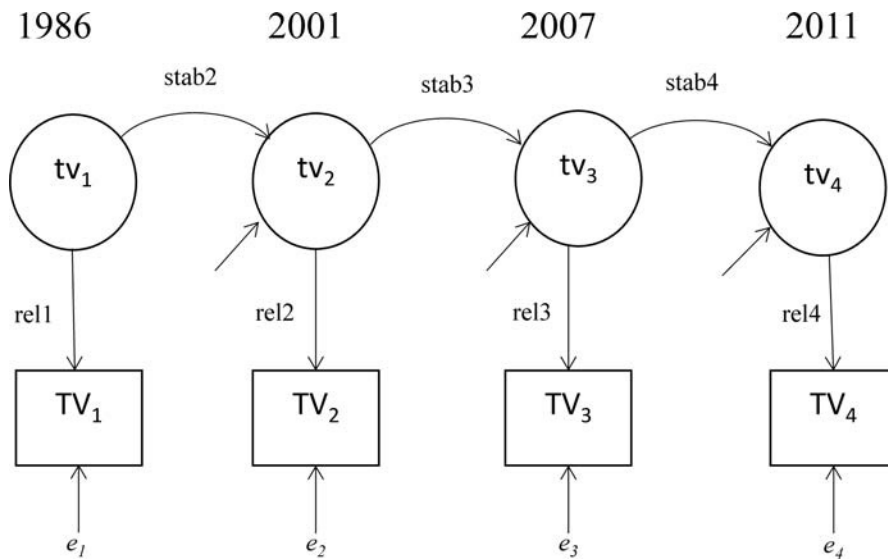 1986 2001 2007 2011
stab2 stab3 stab4
tv₁ tv₂ tv₃ tv₄
rel1 rel2 rel3 rel4
TV₁ TV₂ TV₃ TV₄
e₁ e₂ e₃ e₄